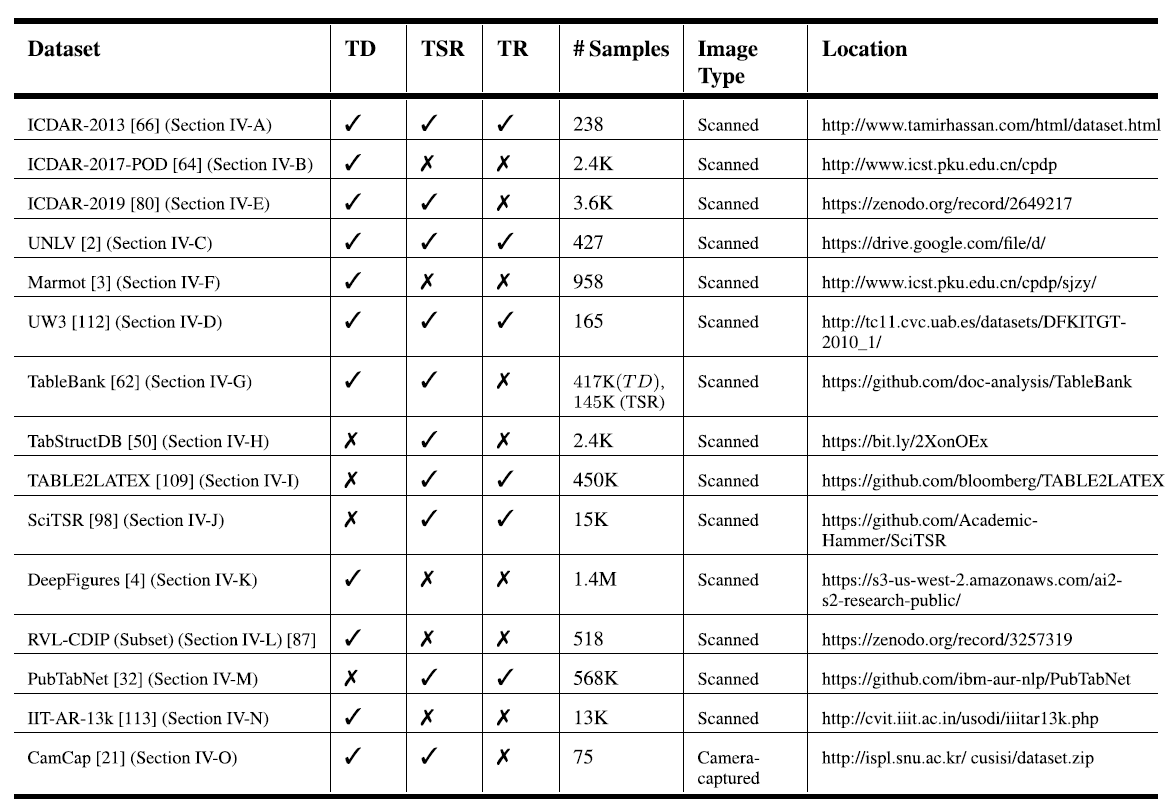 Dataset TD TSR TR # Samples Image Type Location
ICDAR-2013 [66] (Section IV-A) ✓ ✓ ✓ 238 Scanned http://www.tamirhassan.com/html/dataset.html
ICDAR-2017-POD [64] (Section IV-B) ✓ ✗ ✗ 2.4K Scanned http://www.icst.pku.edu.cn/cpdp
ICDAR-2019 [80] (Section IV-E) ✓ ✓ ✗ 3.6K Scanned https://zenodo.org/record/2649217
UNLV [2] (Section IV-C) ✓ ✓ ✓ 427 Scanned https://drive.google.com/file/d/
Marmot [3] (Section IV-F) ✓ ✗ ✗ 958 Scanned http://www.icst.pku.edu.cn/cpdp/sjzy/
UW3 [112] (Section IV-D) ✓ ✓ ✓ 165 Scanned http://tc11.cvc.uab.es/datasets/DFKITGT-
2010_1/
TableBank [62] (Section IV-G) ✓ ✓ ✗ 417K(TD), Scanned https://github.com/doc-analysis/TableBank
145K (TSR)
TabStructDB [50] (Section IV-H) ✗ ✓ ✗ 2.4K Scanned https://bit.ly/2XonOEx
TABLE2LATEX [109] (Section IV-I) ✗ ✓ ✓ 450K Scanned https://github.com/bloomberg/TABLE2LATEX
SciTSR [98] (Section IV-J) ✗ ✓ ✓ 15K Scanned https://github.com/Academic-
Hammer/SciTSR
DeepFigures [4] (Section IV-K) ✓ ✗ ✗ 1.4M Scanned https://s3-us-west-2.amazonaws.com/ai2-
s2-research-public/
RVL-CDIP (Subset) (Section IV-L) [87] ✓ ✗ ✗ 518 Scanned https://zenodo.org/record/3257319
PubTabNet [32] (Section IV-M) ✗ ✓ ✓ 568K Scanned https://github.com/ibm-aur-nlp/PubTabNet
IIT-AR-13k [113] (Section IV-N) ✓ ✗ ✗ 13K Scanned http://cvit.iiit.ac.in/usodi/iiitar13k.php
CamCap [21] (Section IV-O) ✓ ✓ ✗ 75 Camera- http://ispl.snu.ac.kr/ cusisi/dataset.zip
captured